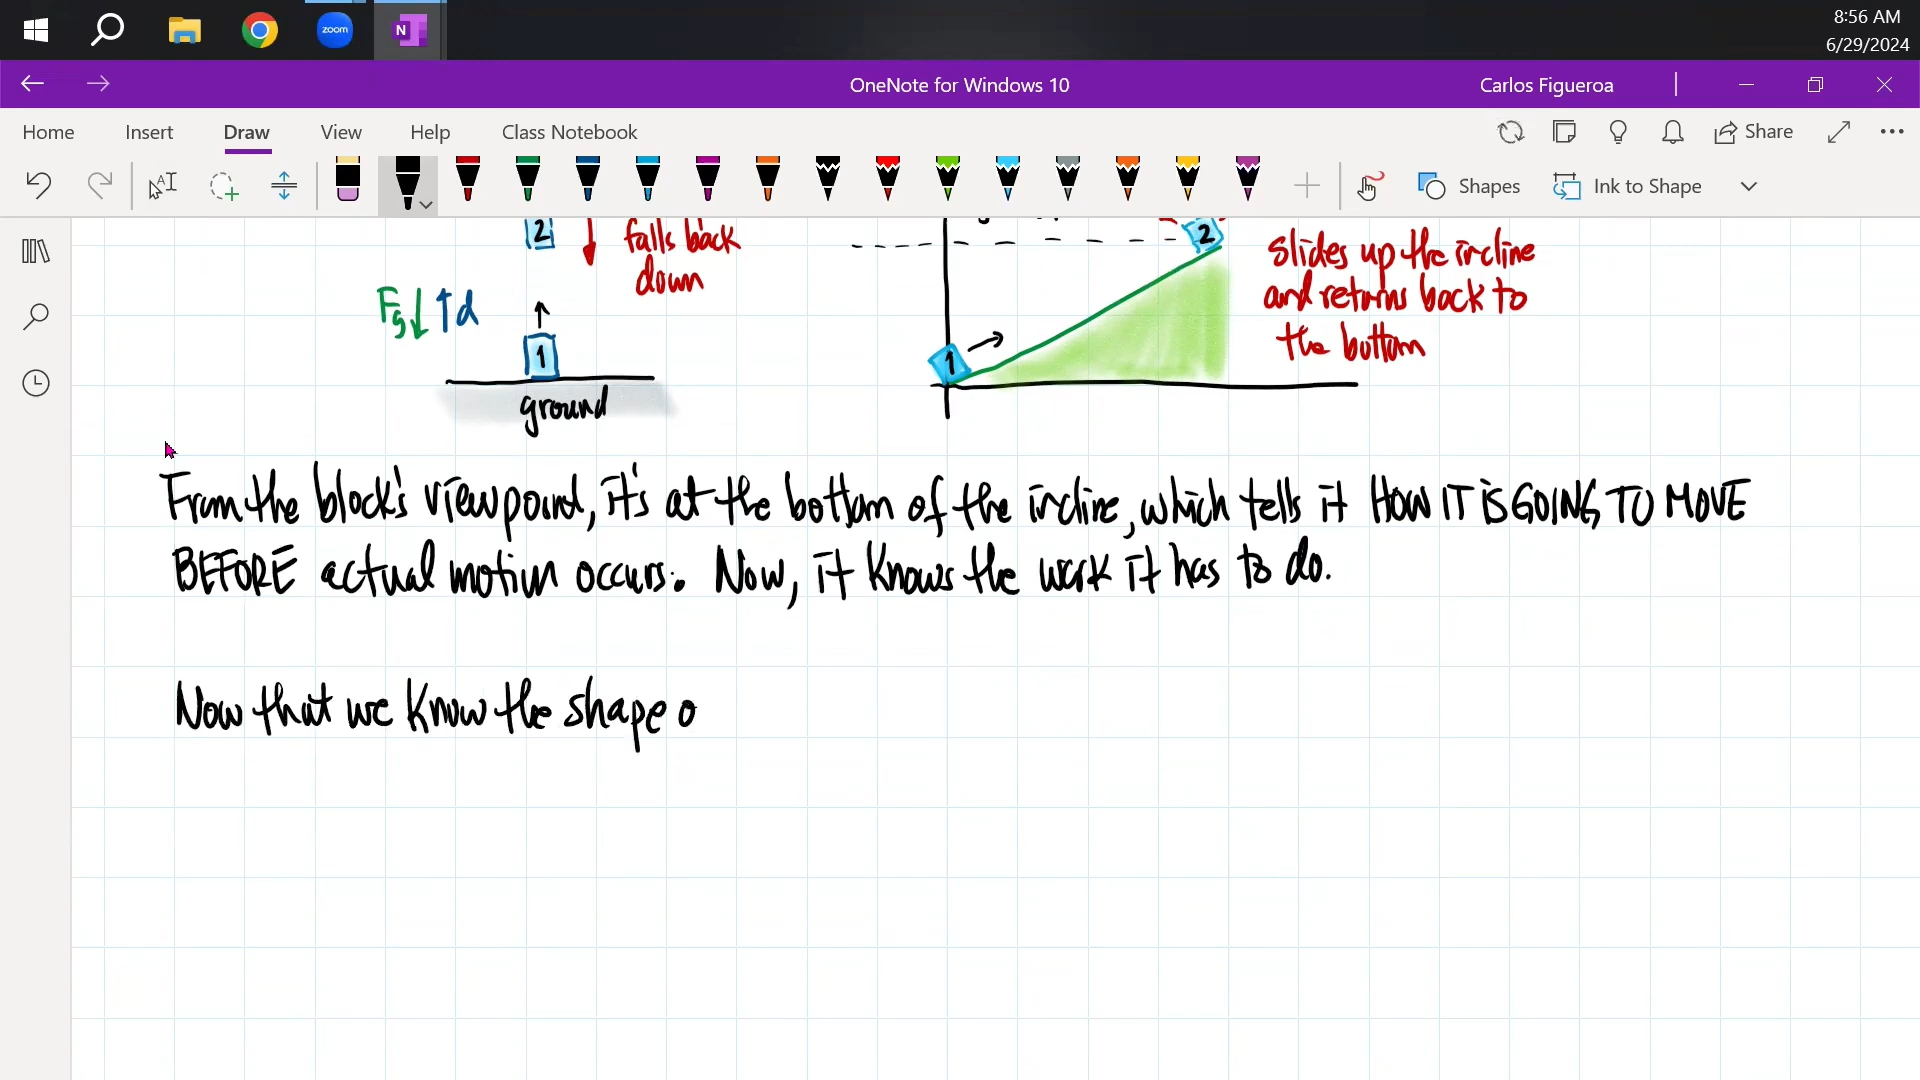 8:56 AM
6/29/2024
zoom
N
OneNote for Windows 10
Carlos Figueroa
Home Insert Draw View Help Class Notebook
Share
Shapes
Ink to Shape
2 falls back
down
Fg d
1
ground
2
1
slides up the incline
and returns back to
the bottom
From the block's viewpoint, it's at the bottom of the incline, which tells it HOW IT IS GOING TO MOVE
BEFORE actual motion occurs. Now, it knows the work it has to do.
Now that we know the shape o